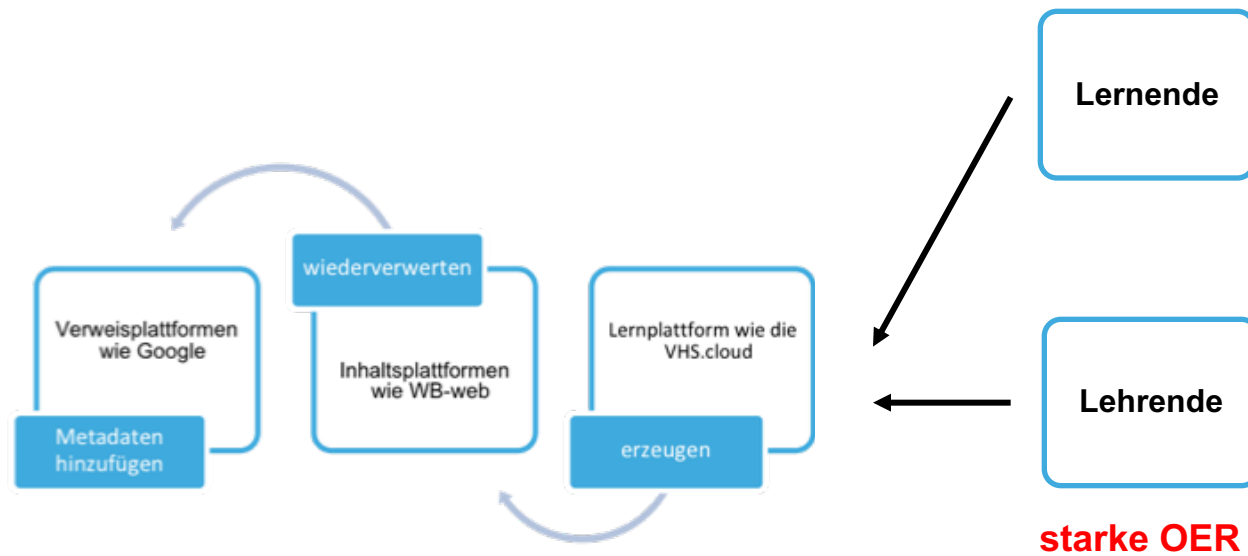 Verweisplattformen
wie Google
Metadaten
hinzufügen
wiederverwerten
Inhaltsplattformen
wie WB-web
Lernplattform wie die
VHS.cloud
erzeugen
Lernende
Lehrende
starke OER